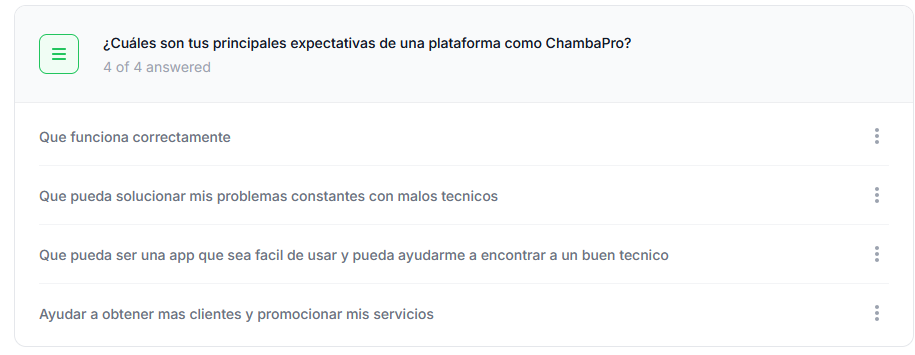 ¿Cuáles son tus principales expectativas de una plataforma como ChambaPro?
4 of 4 answered
Que funciona correctamente
Que pueda solucionar mis problemas constantes con malos tecnicos
Que pueda ser una app que sea facil de usar y pueda ayudarme a encontrar a un buen tecnico
Ayudar a obtener mas clientes y promocionar mis servicios